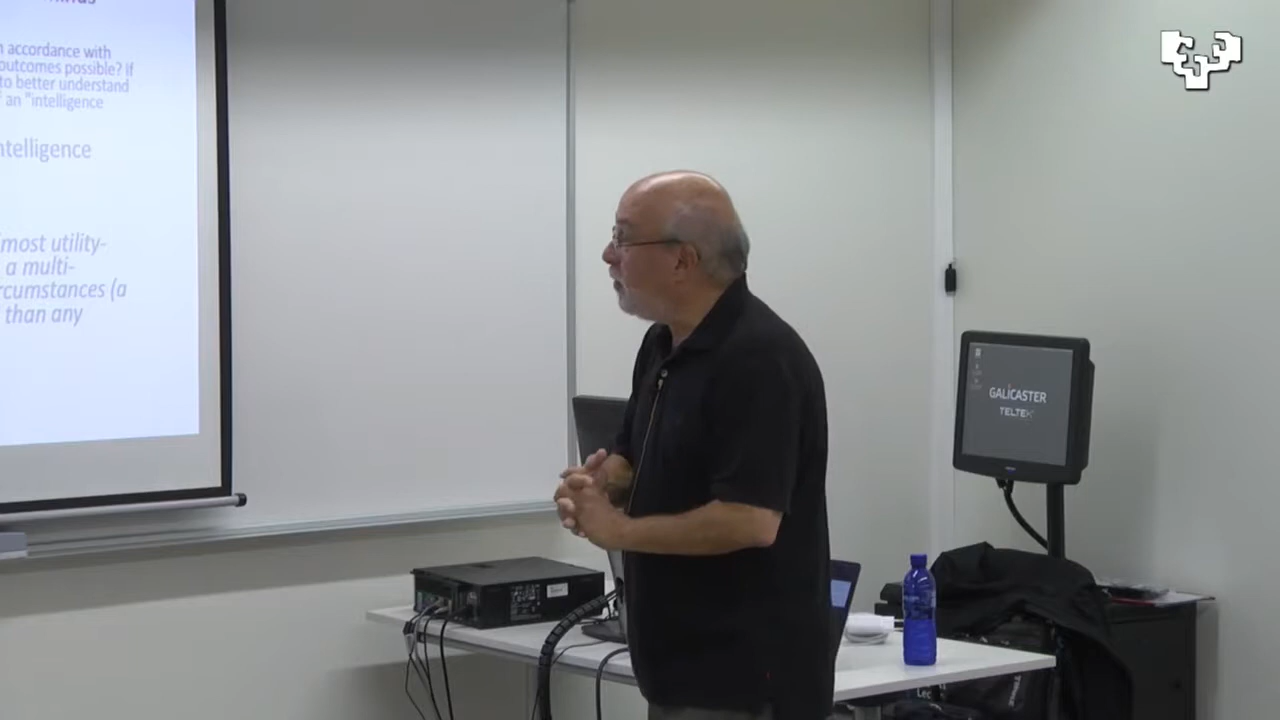 n accordance with
outcomes possible? If
to better understand
an "intelligence
ntelligence
most utility-
a multi-
rcumstances (a
than any
GALICASTER
TELTEK